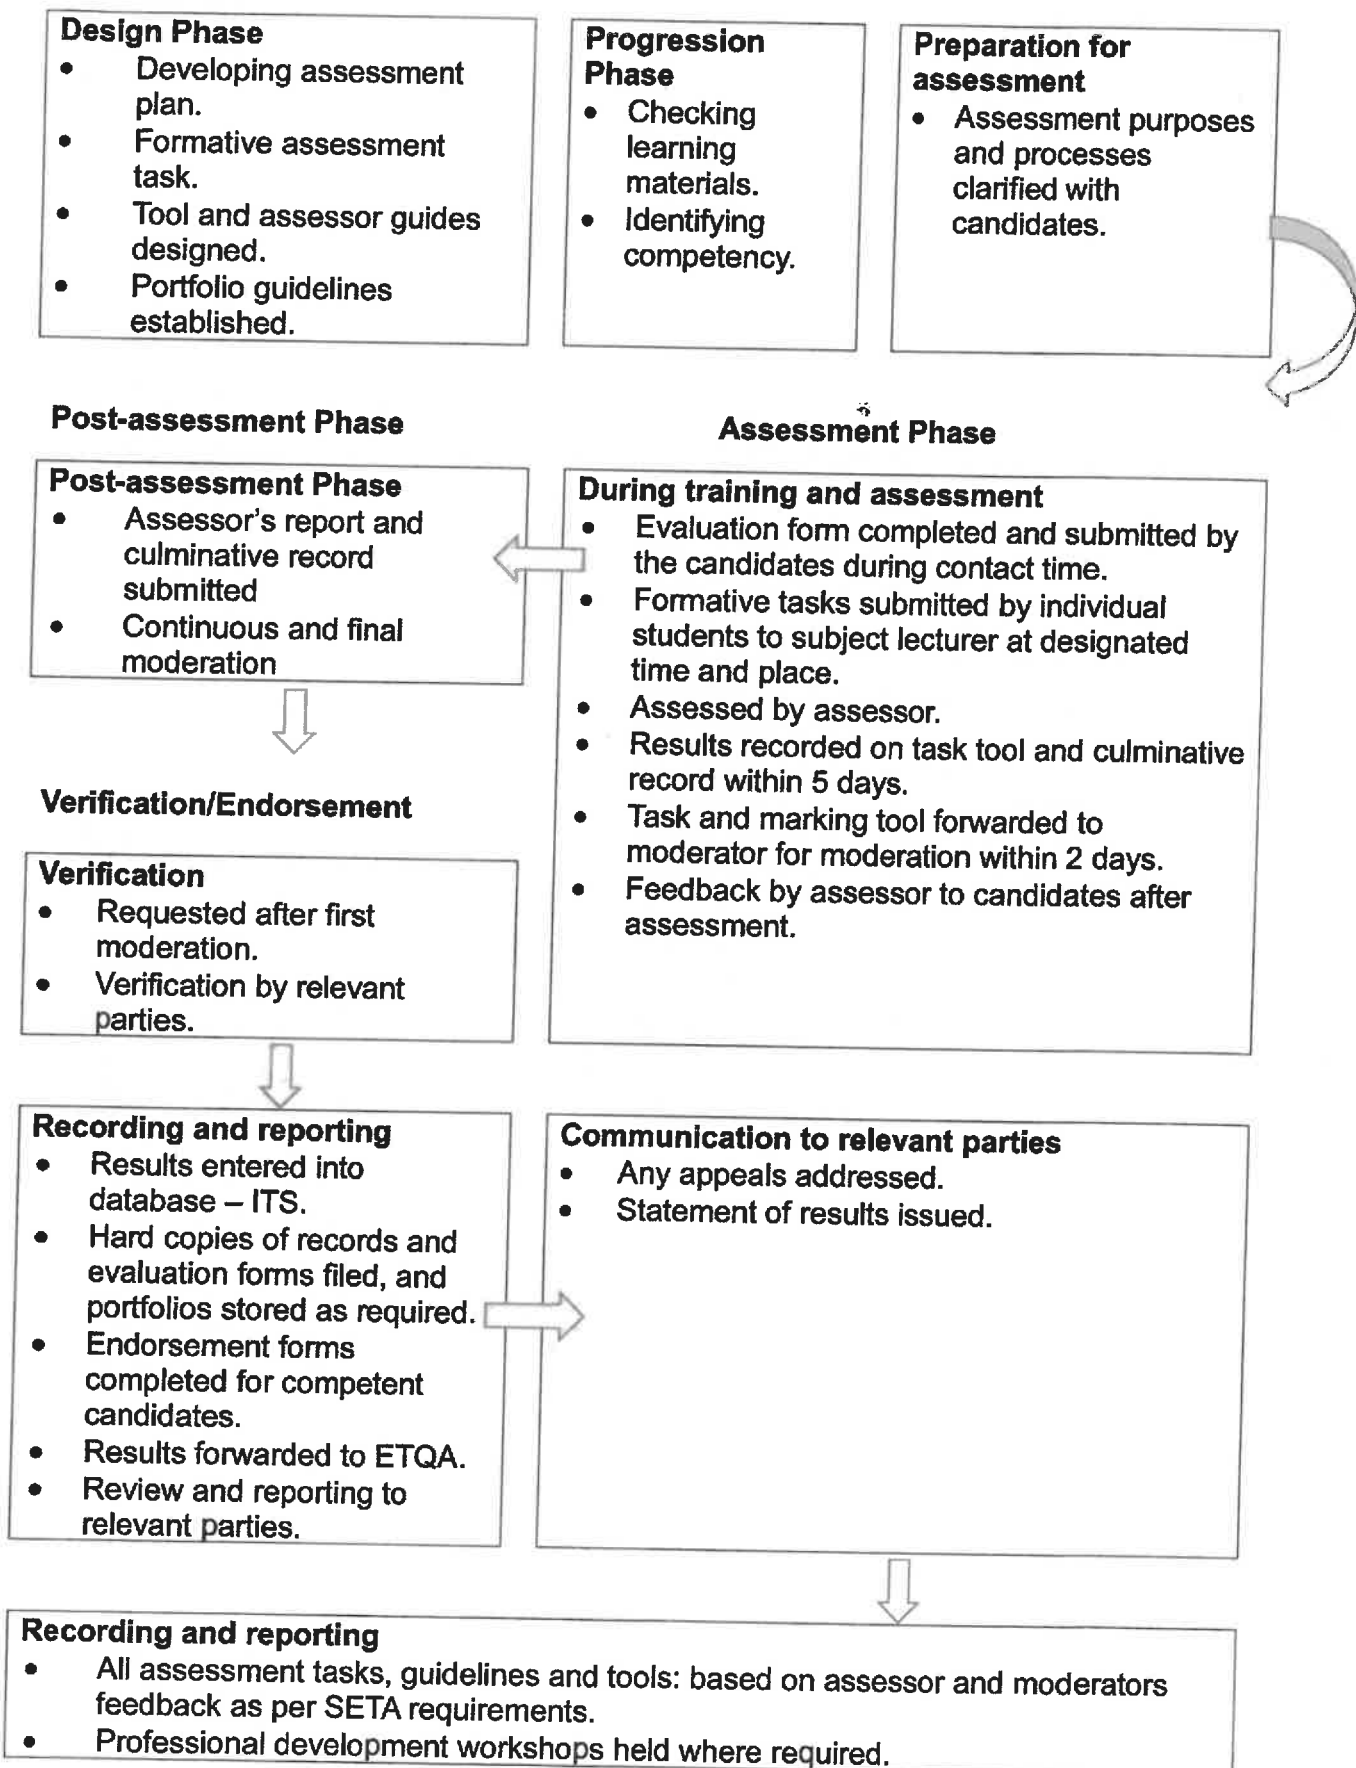 Design Phase
• Developing assessment
plan.
• Formative assessment
task.
• Tool and assessor guides
designed.
• Portfolio guidelines
established.
Progression
Phase
• Checking
learning
materials.
• Identifying
competency.
Preparation for
assessment
• Assessment purposes
and processes
clarified with
candidates.
Post-assessment Phase
Assessment Phase
Post-assessment Phase
• Assessor's report and
culminative record
submitted
• Continuous and final
moderation
During training and assessment
• Evaluation form completed and submitted by
the candidates during contact time.
• Formative tasks submitted by individual
students to subject lecturer at designated
time and place.
• Assessed by assessor.
• Results recorded on task tool and culminative
record within 5 days.
• Task and marking tool forwarded to
moderator for moderation within 2 days.
• Feedback by assessor to candidates after
assessment.
Verification/Endorsement
Verification
• Requested after first
moderation.
• Verification by relevant
parties.
Recording and reporting
• Results entered into
database – ITS.
• Hard copies of records and
evaluation forms filed, and
portfolios stored as required.
• Endorsement forms
completed for competent
candidates.
• Results forwarded to ETQA.
• Review and reporting to
relevant parties.
Communication to relevant parties
• Any appeals addressed.
• Statement of results issued.
Recording and reporting
• All assessment tasks, guidelines and tools: based on assessor and moderators
feedback as per SETA requirements.
• Professional development workshops held where required.